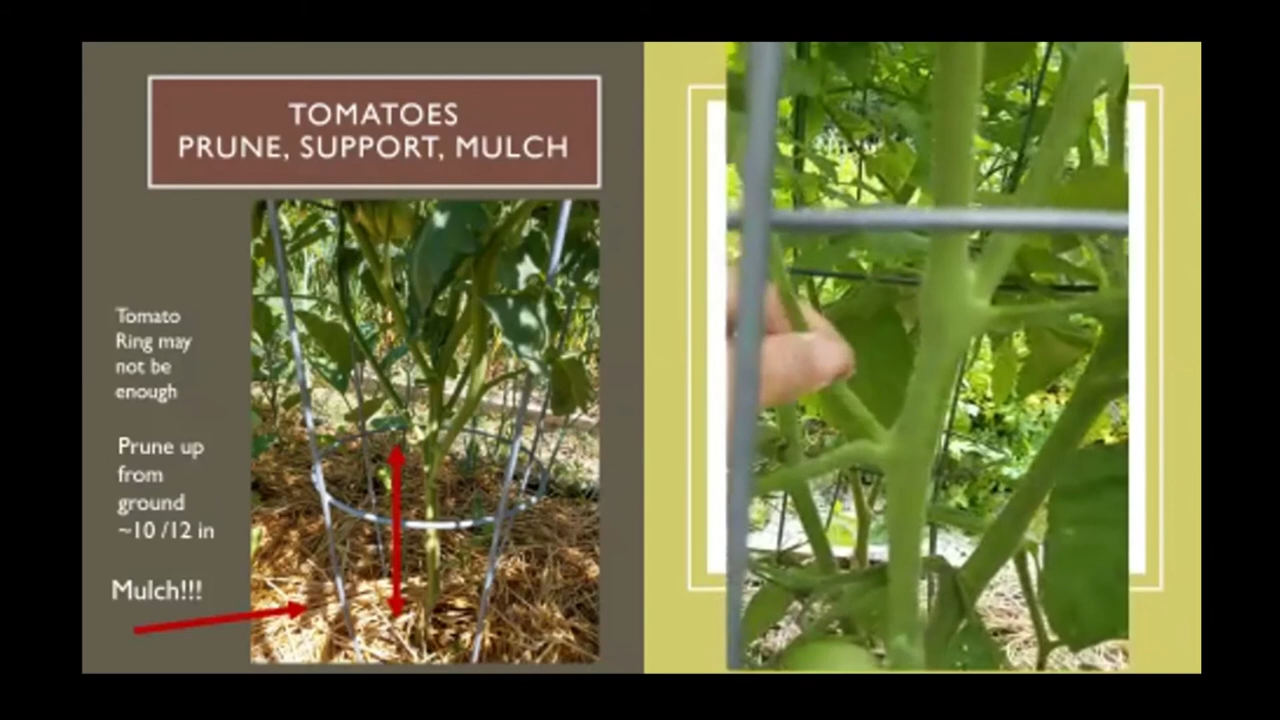 TOMATOES
PRUNE, SUPPORT, MULCH
Tomato
Ring may
not be
enough
Prune up
from
ground
~10 /12 in
Mulch!!!